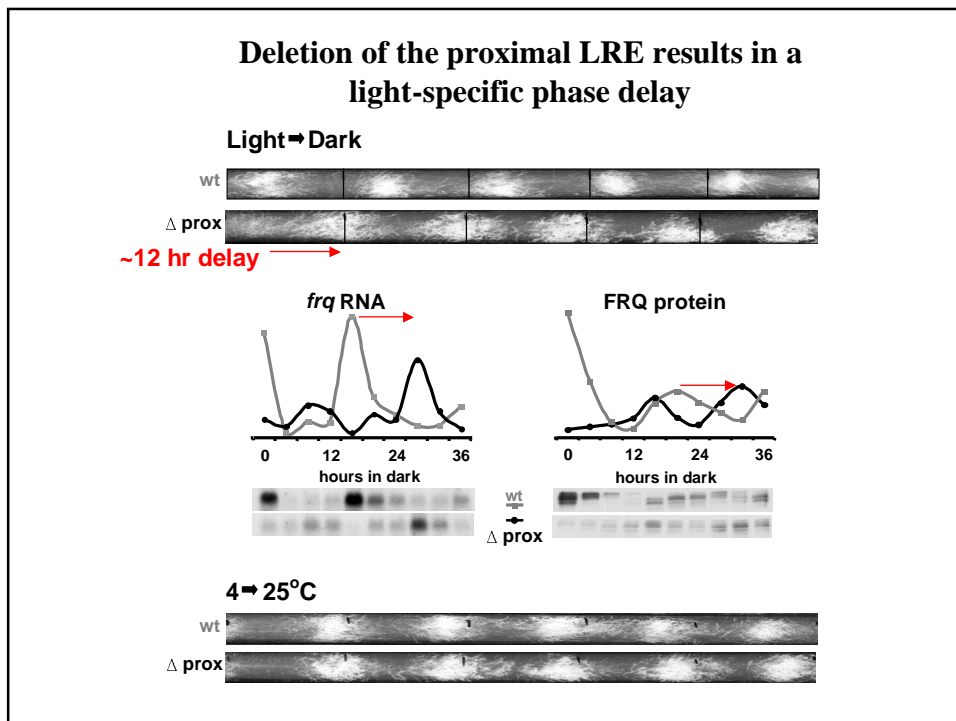 Deletion of the proximal LRE results in a
light-specific phase delay
Light➡Dark
wt
Δ prox
~12 hr delay
frq RNA
FRQ protein
0 12 24 36
0 12 24 36
hours in dark
hours in dark
wt
Δ prox
4➡25°C
wt
Δ prox